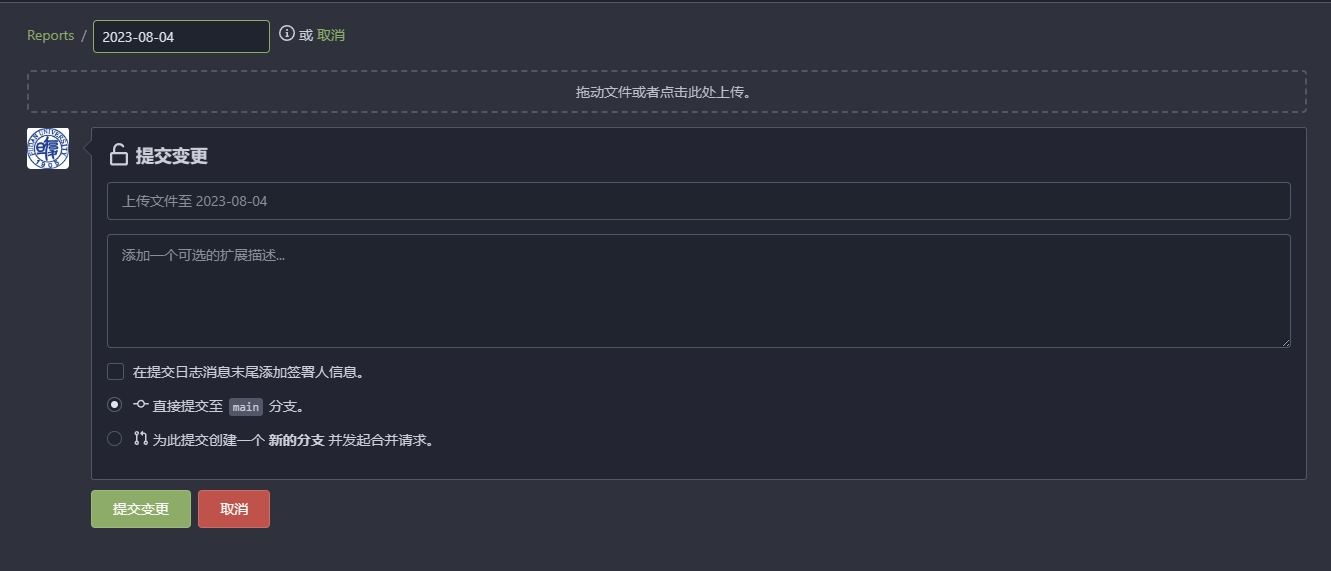 Reports / 2023-08-04 或 取消
拖动文件或者点击此处上传。
提交变更
上传文件至 2023-08-04
添加一个可选的扩展描述...
在提交日志消息末尾添加签署人信息。
直接提交至 main 分支。
为此提交创建一个 新的分支 并发起合并请求。
提交变更 取消